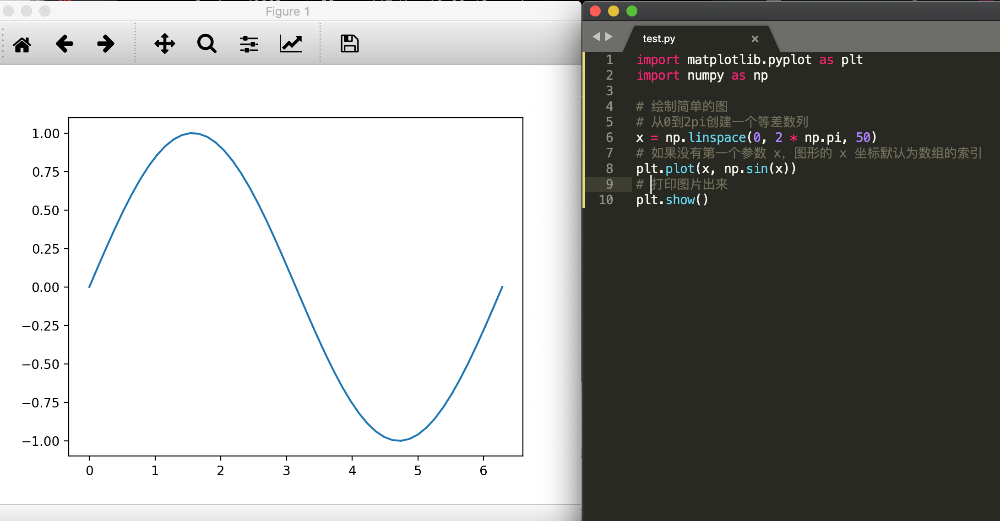 Figure 1
1.00
0.75
0.50
0.25
0.00
−0.25
−0.50
−0.75
−1.00
0 1 2 3 4 5 6
test.py
1 import matplotlib.pyplot as plt
2 import numpy as np
3
4 # 绘制简单的图
5 # 从0到2pi创建一个等差数列
6 x = np.linspace(0, 2 * np.pi, 50)
7 # 如果没有第一个参数 x，图形的 x 坐标默认为数组的索引
8 plt.plot(x, np.sin(x))
9 # 打印图片出来
10 plt.show()